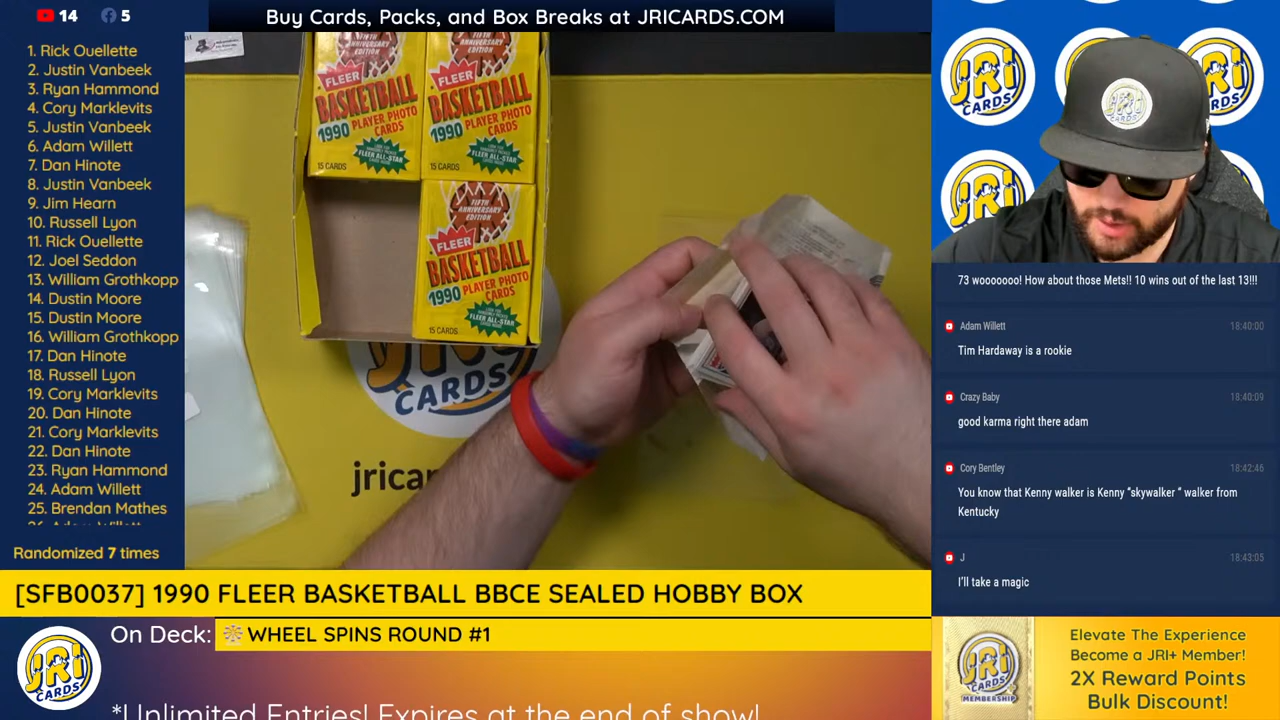 14
5
Buy Cards, Packs, and Box Breaks at JRICARDS.COM
1. Rick Ouellette
2. Justin Vanbeek
3. Ryan Hammond
4. Cory Marklevits
5. Justin Vanbeek
6. Adam Willett
7. Dan Hinote
8. Justin Vanbeek
9. Jim Hearn
10. Russell Lyon
11. Rick Ouellette
12. Joel Seddon
13. William Grothkopp
14. Dustin Moore
15. Dustin Moore
16. William Grothkopp
17. Dan Hinote
18. Russell Lyon
19. Cory Marklevits
20. Dan Hinote
21. Cory Marklevits
22. Dan Hinote
23. Ryan Hammond
24. Adam Willett
25. Brendan Mathes
26. Adam Willett
Randomized 7 times
ANNIVERSARY
EDITION
FLEER
BASKETBALL
1990 PLAYER PHOTO
CARDS
FLEER ALL-STAR
15 CARDS
ANNIVERSARY
EDITION
FLEER
BASKETBALL
1990 PLAYER PHOTO
CARDS
FLEER ALL-STAR
15 CARDS
FIFTH
ANNIVERSARY
EDITION
FLEER
BASKETBALL
1990 PLAYER PHOTO
CARDS
FLEER ALL-STAR
15 CARDS
CARDS
jricar
JRI
CARDS
JRI
CARDS
73 wooooooo! How about those Mets!! 10 wins out of the last 13!!!
Adam Willett 18:40:00
Tim Hardaway is a rookie
Crazy Baby 18:40:09
good karma right there adam
Cory Bentley 18:42:46
You know that Kenny walker is Kenny “skywalker “ walker from
Kentucky
J 18:43:05
I’ll take a magic
[SFB0037] 1990 FLEER BASKETBALL BBCE SEALED HOBBY BOX
On Deck: WHEEL SPINS ROUND #1
JRI
CARDS
*Unlimited Entries! Expires at the end of show!
JRI
CARDS
MEMBERSHIP
Elevate The Experience
Become a JRI+ Member!
2X Reward Points
Bulk Discount!